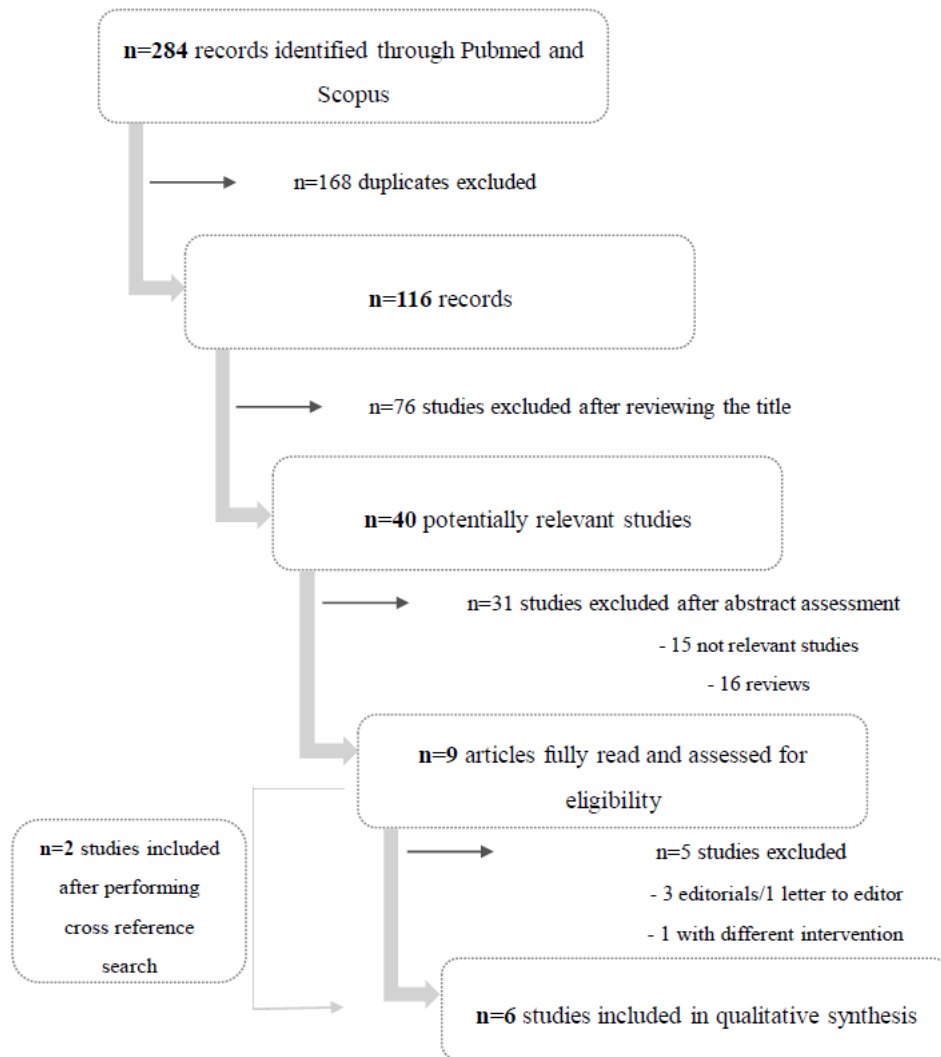 n=284 records identified through Pubmed and
Scopus
n=168 duplicates excluded
n=116 records
n=76 studies excluded after reviewing the title
n=40 potentially relevant studies
n=31 studies excluded after abstract assessment
- 15 not relevant studies
- 16 reviews
n=9 articles fully read and assessed for
eligibility
n=2 studies included
after performing
cross reference
search
n=5 studies excluded
- 3 editorials/1 letter to editor
- 1 with different intervention
n=6 studies included in qualitative synthesis